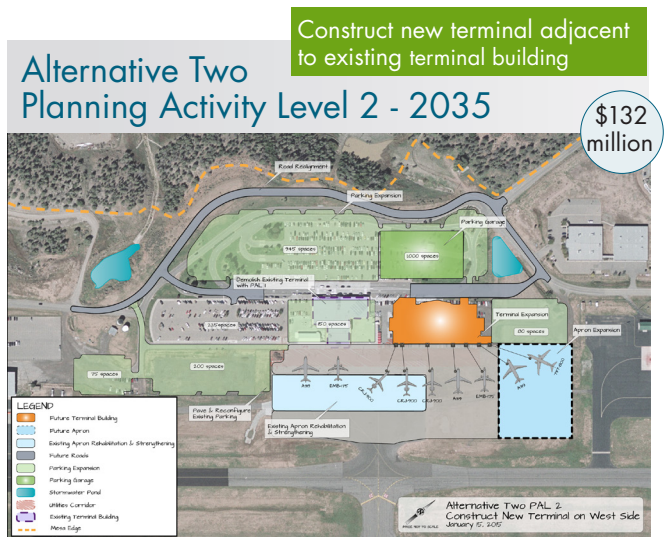 Construct new terminal adjacent
to existing terminal building
Alternative Two
Planning Activity Level 2 - 2035
$132
million
Road Realignment
Parking Expansion
Parking Garage
945 spaces
1000 spaces
Demolish Existing Terminal
with PAL 1
Terminal Expansion
225 spaces
150 spaces
Apron Expansion
75 spaces
200 spaces
A319
EMB-175
CRJ-900
CRJ-900
CRJ-900
A319
EMB-175
A319
Pave & Reconfigure
Existing Parking
Existing Apron Rehabilitation
& Strengthening
LEGEND
Future Terminal Building
Future Apron
Existing Apron Rehabilitation & Strengthening
Future Roads
Parking Expansion
Parking Garage
Stormwater Pond
Utilities Corridor
Existing Terminal Building
Mesa Edge
Alternative Two PAL 2
Construct New Terminal on West Side
January 15, 2015